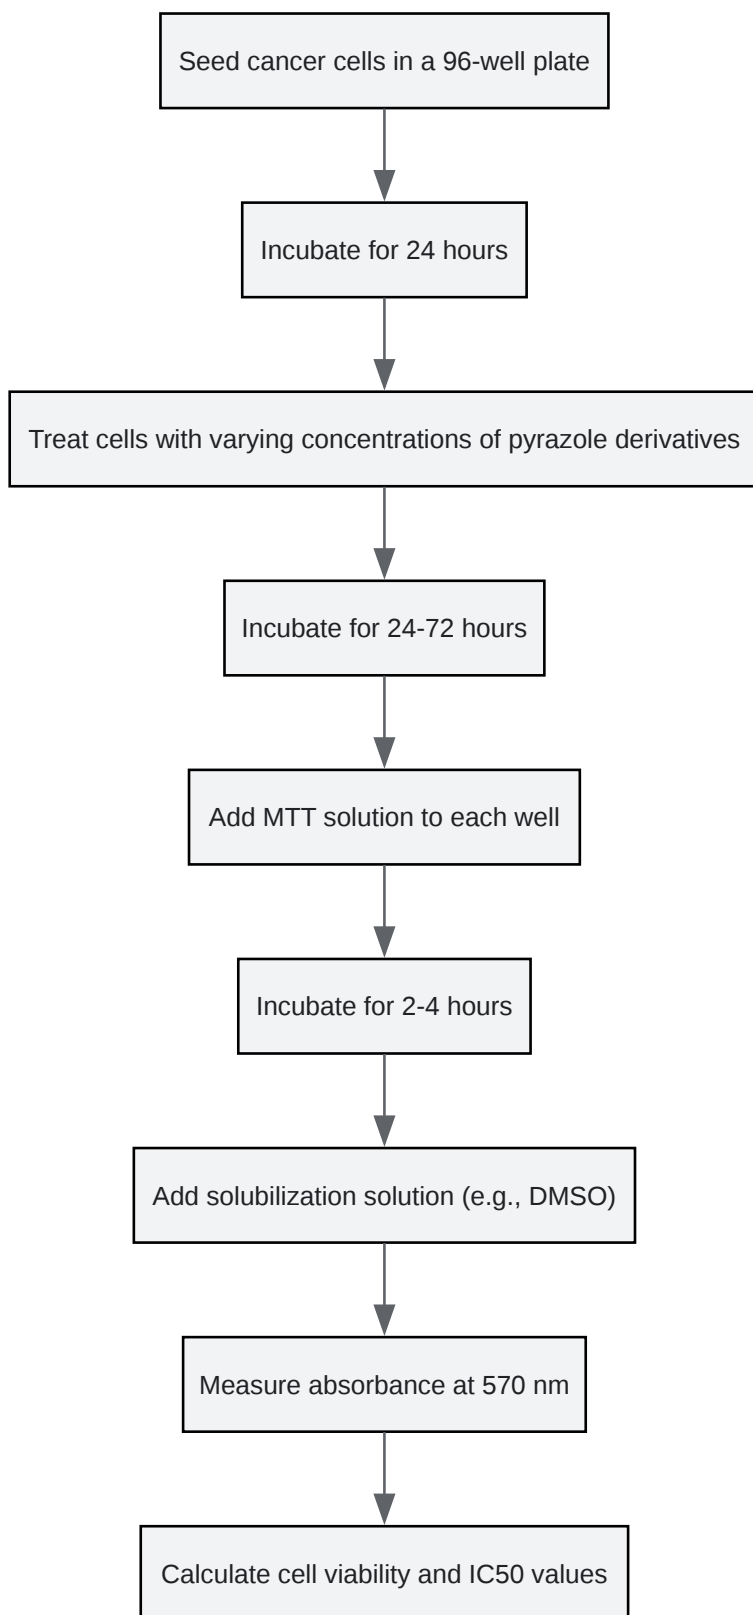 Seed cancer cells in a 96-well plate
Incubate for 24 hours
Treat cells with varying concentrations of pyrazole derivatives
Incubate for 24-72 hours
Add MTT solution to each well
Incubate for 2-4 hours
Add solubilization solution (e.g., DMSO)
Measure absorbance at 570 nm
Calculate cell viability and IC50 values